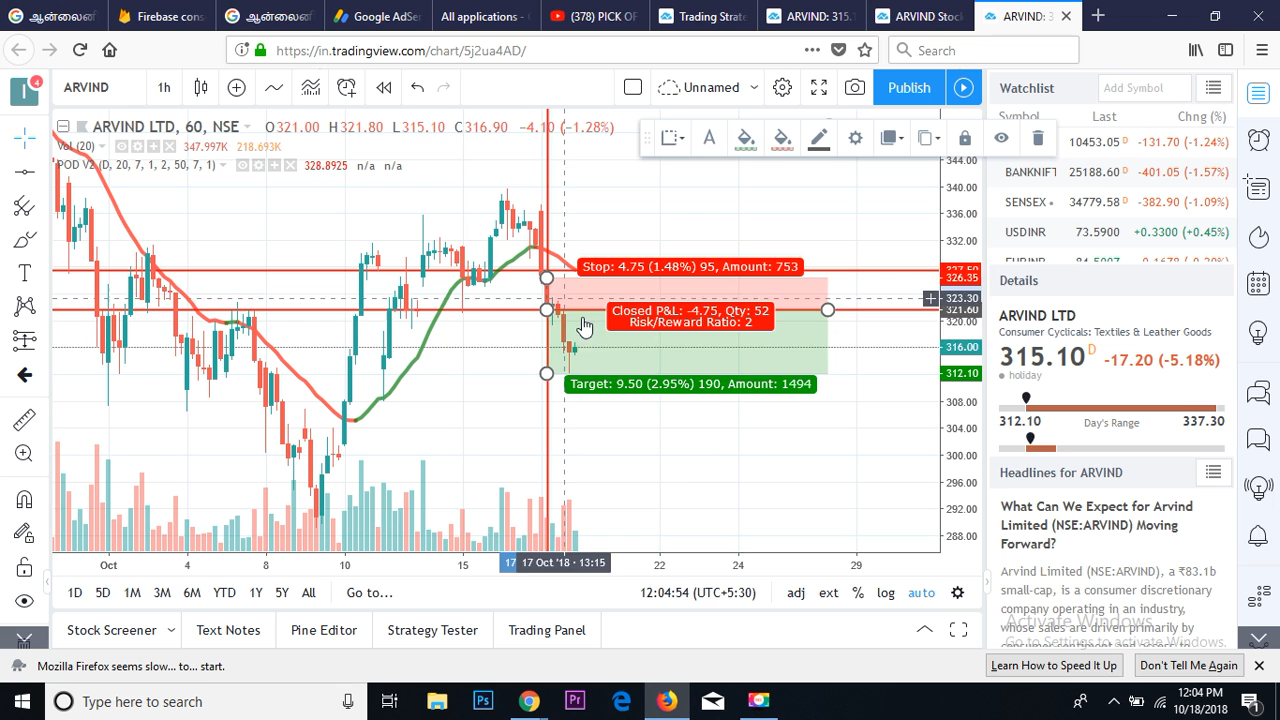 ஆன்லைனி
Firebase cons
ஆன்லைனி
Google AdSer
All applications -
(378) PICK OF
Trading Strate
ARVIND: 315.1
ARVIND Stock
ARVIND: 3
https://in.tradingview.com/chart/5j2ua4AD/
Search
ARVIND
1h
Unnamed
Publish
Watchlist
Add Symbol
I
4
ARVIND LTD, 60, NSE
O321.00 H321.80 L315.10 C316.90 -4.10 (-1.28%)
Vol (20)
347.997K 218.693K
POD V2 (D, 20, 7, 1, 2, 50, 7, 1)
328.8925 n/a n/a
Symbol Last Chng (%)
10453.05 D -131.70 (-1.24%)
BANKNIFT 25188.60 D -401.05 (-1.57%)
SENSEX 34779.58 D -382.90 (-1.09%)
USDINR 73.5900 D +0.3300 (+0.45%)
344.00
340.00
336.00
332.00
326.35
323.30
321.60
320.00
316.00
312.10
308.00
304.00
300.00
296.00
292.00
288.00
Stop: 4.75 (1.48%) 95, Amount: 753
Closed P&L: -4.75, Qty: 52
Risk/Reward Ratio: 2
Target: 9.50 (2.95%) 190, Amount: 1494
Details
ARVIND LTD
Consumer Cyclicals: Textiles & Leather Goods
315.10 D -17.20 (-5.18%)
holiday
312.10 Day's Range 337.30
Headlines for ARVIND
What Can We Expect for Arvind
Limited (NSE:ARVIND) Moving
Forward?
Arvind Limited (NSE:ARVIND), a ₹83.1b
small-cap, is a consumer discretionary
company operating in an industry,
whose sales are driven primarily by
Activate Windows
Go to Settings to activate Windows.
Oct 4 8 10 15 17 17 Oct '18 · 13:15 22 24 29
1D 5D 1M 3M 6M YTD 1Y 5Y All Go to...
12:04:54 (UTC+5:30) adj ext % log auto
Stock Screener Text Notes Pine Editor Strategy Tester Trading Panel
Mozilla Firefox seems slow... to... start.
Learn How to Speed It Up
Don't Tell Me Again
Type here to search
Ps
Pr
12:04 PM
10/18/2018
1